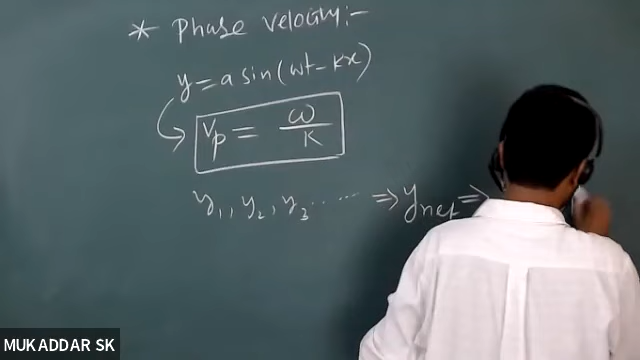 * Phase Velocity:-
y = a sin(ωt - kx)
Vp = ω/K
y1, y2, y3...... ⇒ ynet ⇒
MUKADDAR SK